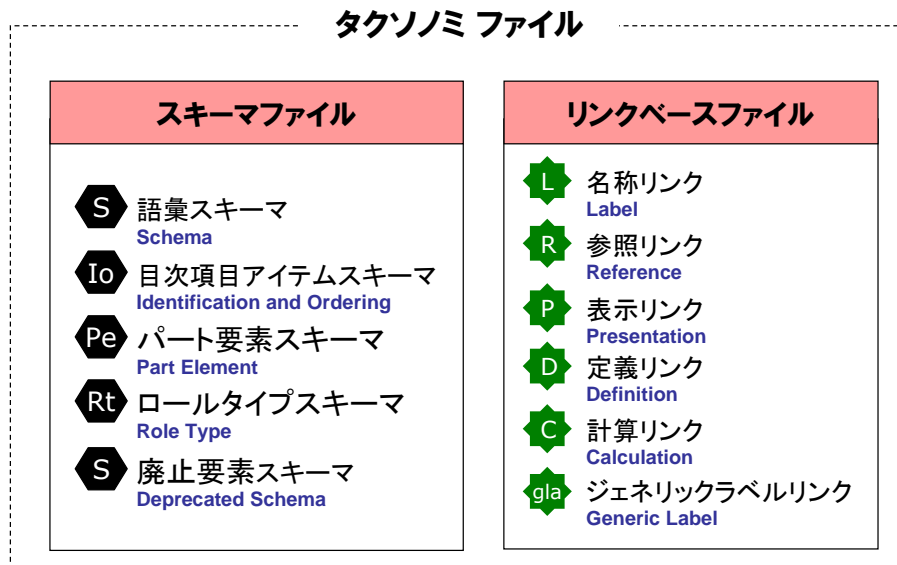 タクソノミ ファイル
スキーマファイル
S 語彙スキーマ
Schema
Io 目次項目アイテムスキーマ
Identification and Ordering
Pe パート要素スキーマ
Part Element
Rt ロールタイプスキーマ
Role Type
S 廃止要素スキーマ
Deprecated Schema
リンクベースファイル
L 名称リンク
Label
R 参照リンク
Reference
P 表示リンク
Presentation
D 定義リンク
Definition
C 計算リンク
Calculation
gla ジェネリックラベルリンク
Generic Label